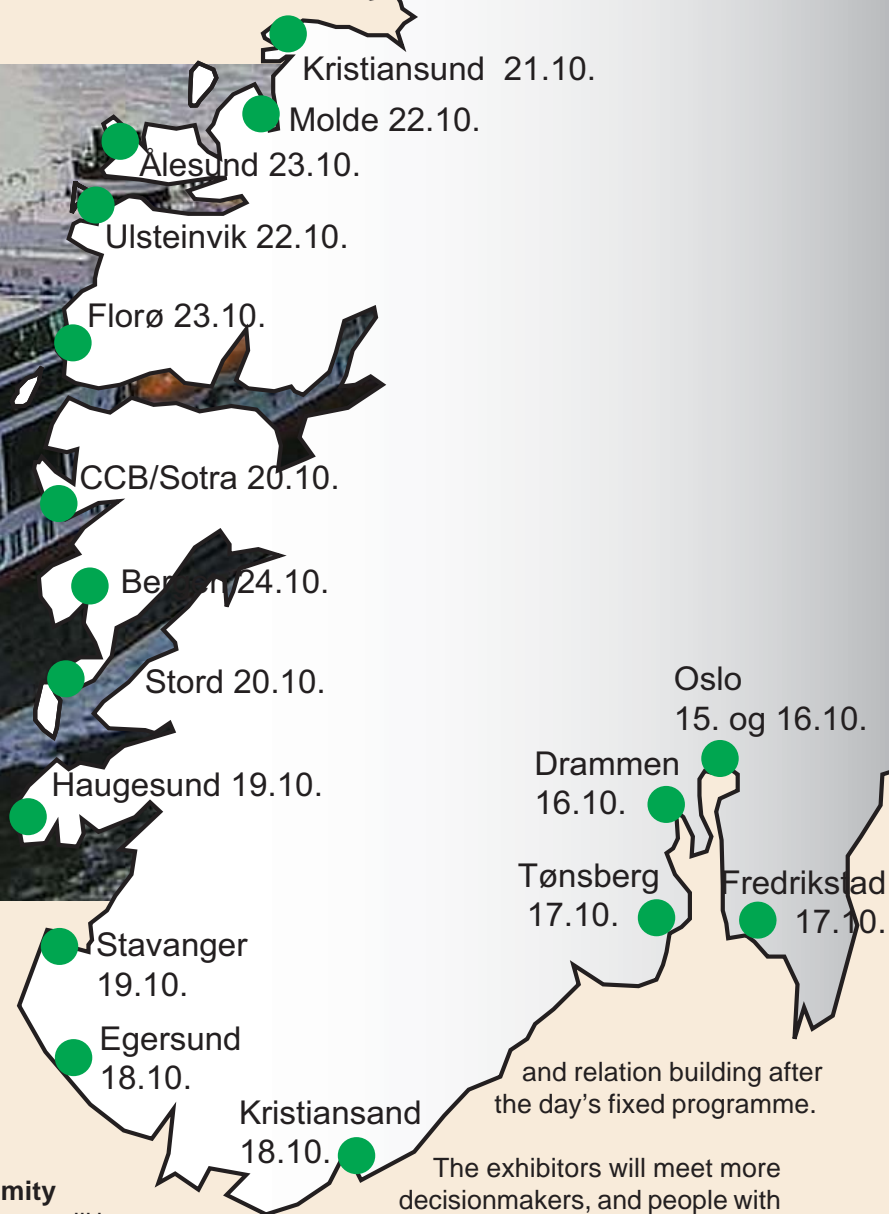 Kristiansund 21.10.
Molde 22.10.
Ålesund 23.10.
Ulsteinvik 22.10.
Florø 23.10.
CCB/Sotra 20.10.
Bergen 24.10.
Stord 20.10.
Haugesund 19.10.
Oslo
15. og 16.10.
Drammen
16.10.
Tønsberg
17.10.
Fredrikstad
17.10.
Stavanger
19.10.
Egersund
18.10.
Kristiansand
18.10.
and relation building after
the day's fixed programme.
The exhibitors will meet more
decisionmakers, and people with
mity